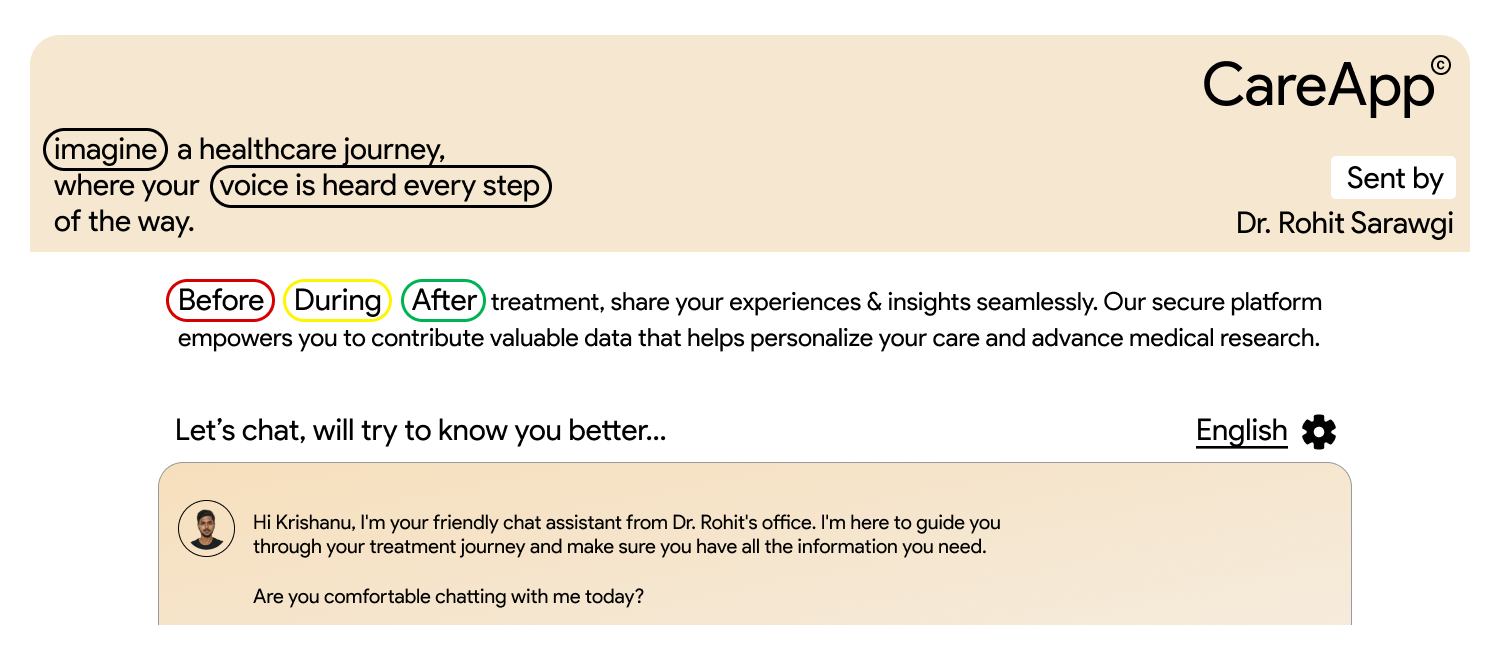 CareApp©
imagine a healthcare journey,
where your voice is heard every step
of the way.
Sent by
Dr. Rohit Sarawgi
Before During After treatment, share your experiences & insights seamlessly. Our secure platform
empowers you to contribute valuable data that helps personalize your care and advance medical research.
Let’s chat, will try to know you better...
English
Hi Krishanu, I'm your friendly chat assistant from Dr. Rohit's office. I'm here to guide you
through your treatment journey and make sure you have all the information you need.
Are you comfortable chatting with me today?